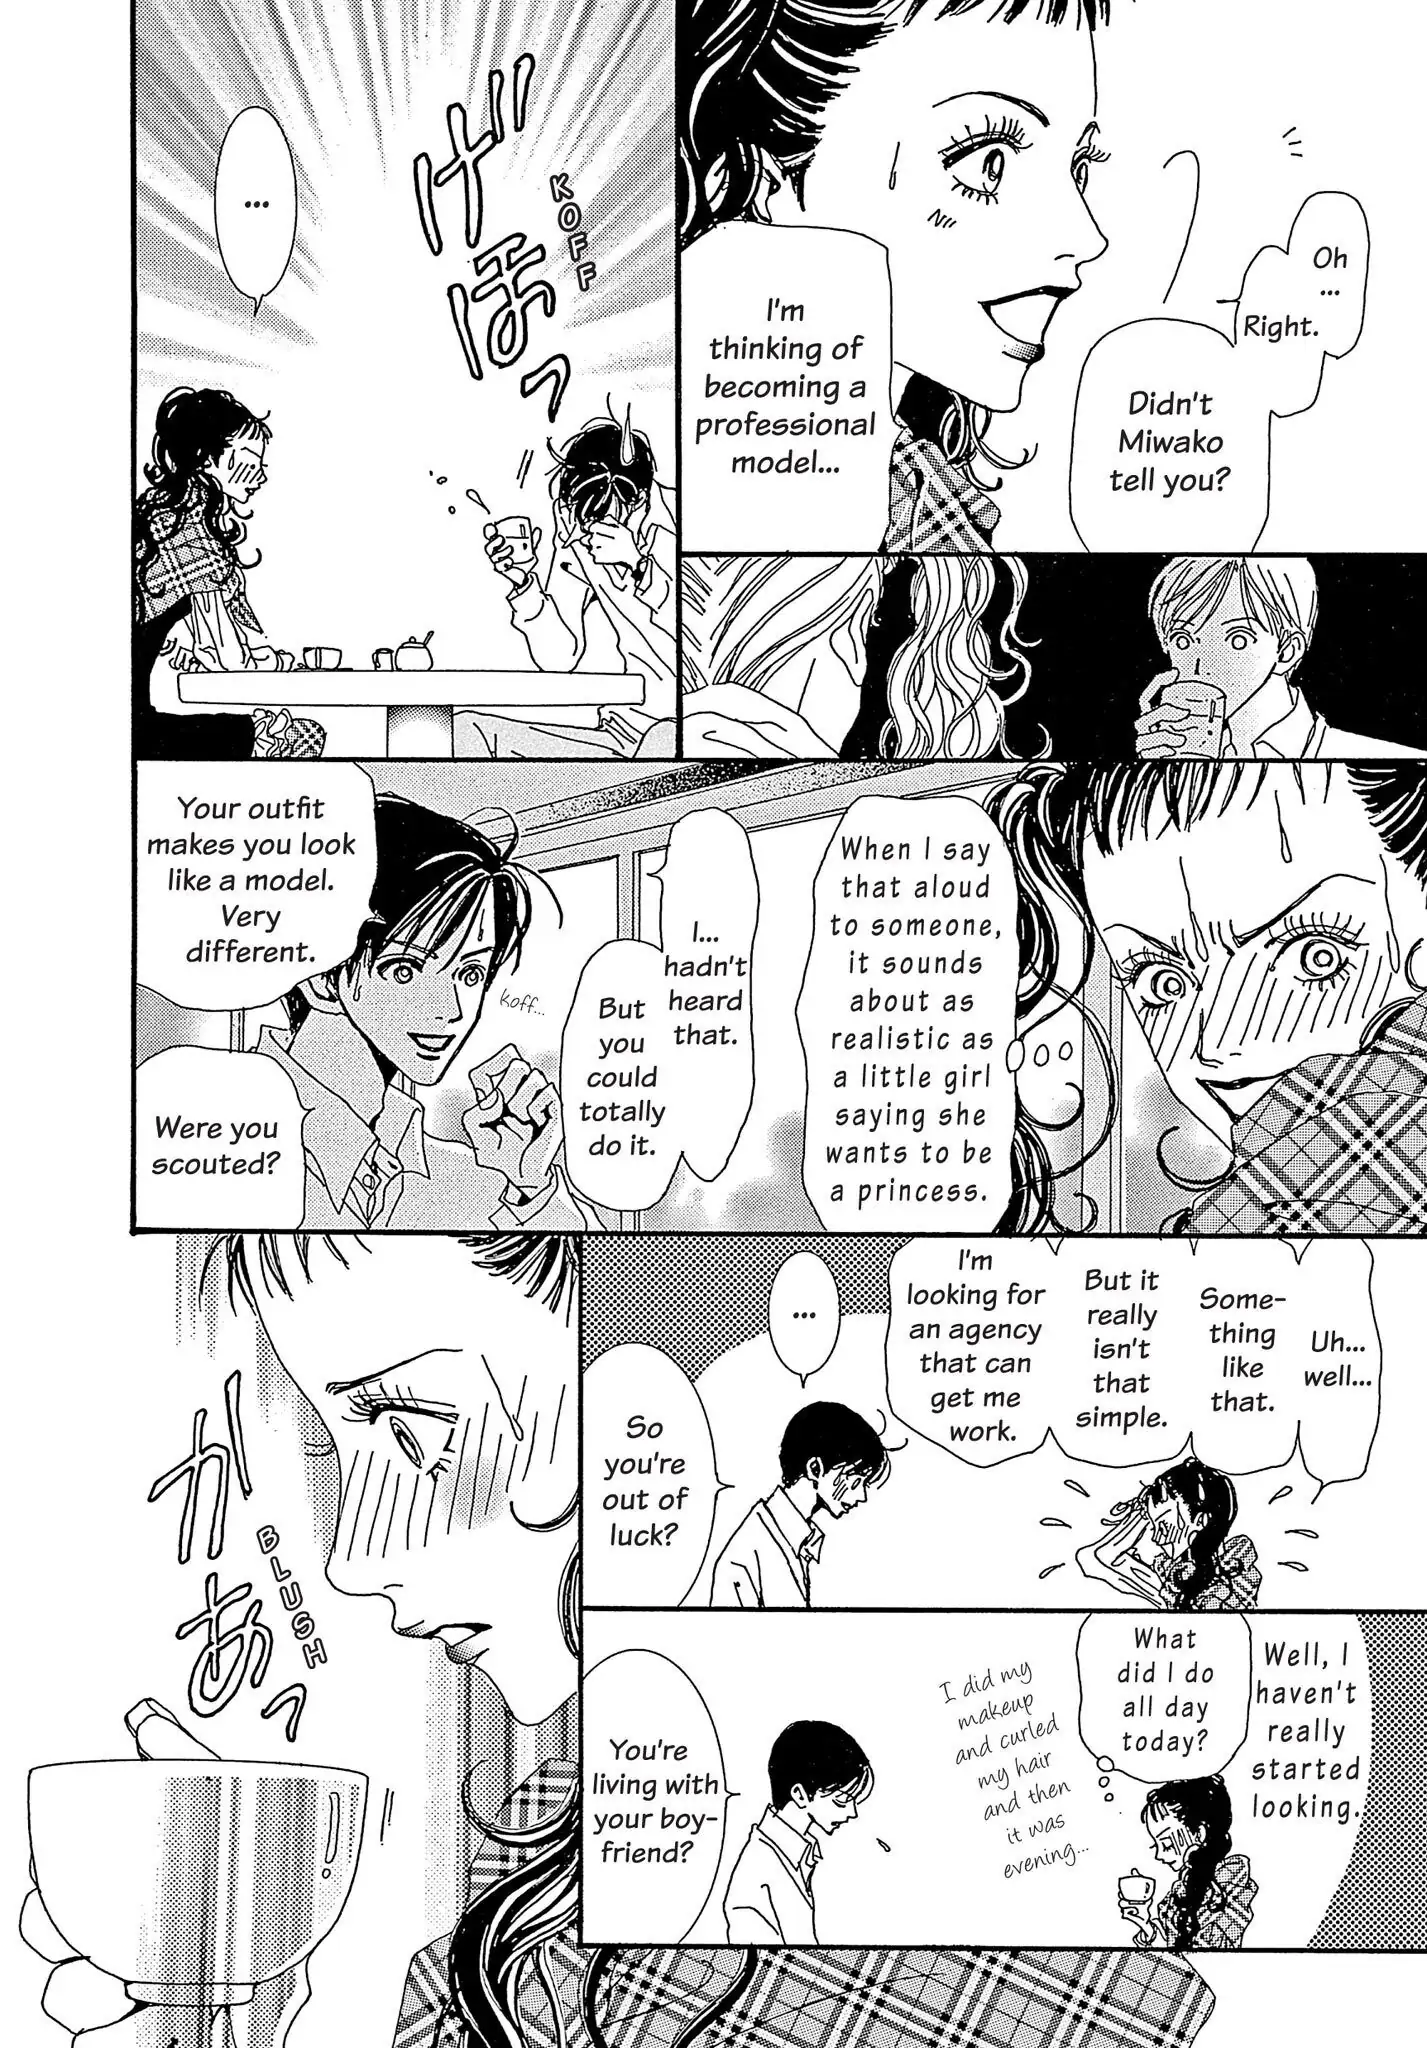 Oh
...
Right.
Didn't
Miwako
tell you?
I'm
thinking of
becoming a
professional
model...
げほっ
KOFF
...
When I say
that aloud
to someone,
it sounds
about as
realistic as
a little girl
saying she
wants to be
a princess.
I...
hadn't
heard
that.
But
you
could
totally
do it.
koff...
Your outfit
makes you look
like a model.
Very
different.
Were you
scouted?
Uh...
well...
Some-
thing
like
that.
But it
really
isn't
that
simple.
I'm
looking for
an agency
that can
get me
work.
...
So
you're
out of
luck?
Well, I
haven't
really
started
looking.
What
did I do
all day
today?
I did my
makeup
and curled
my hair
and then
it was
evening...
You're
living with
your boy-
friend?
かあっ
BLUSH